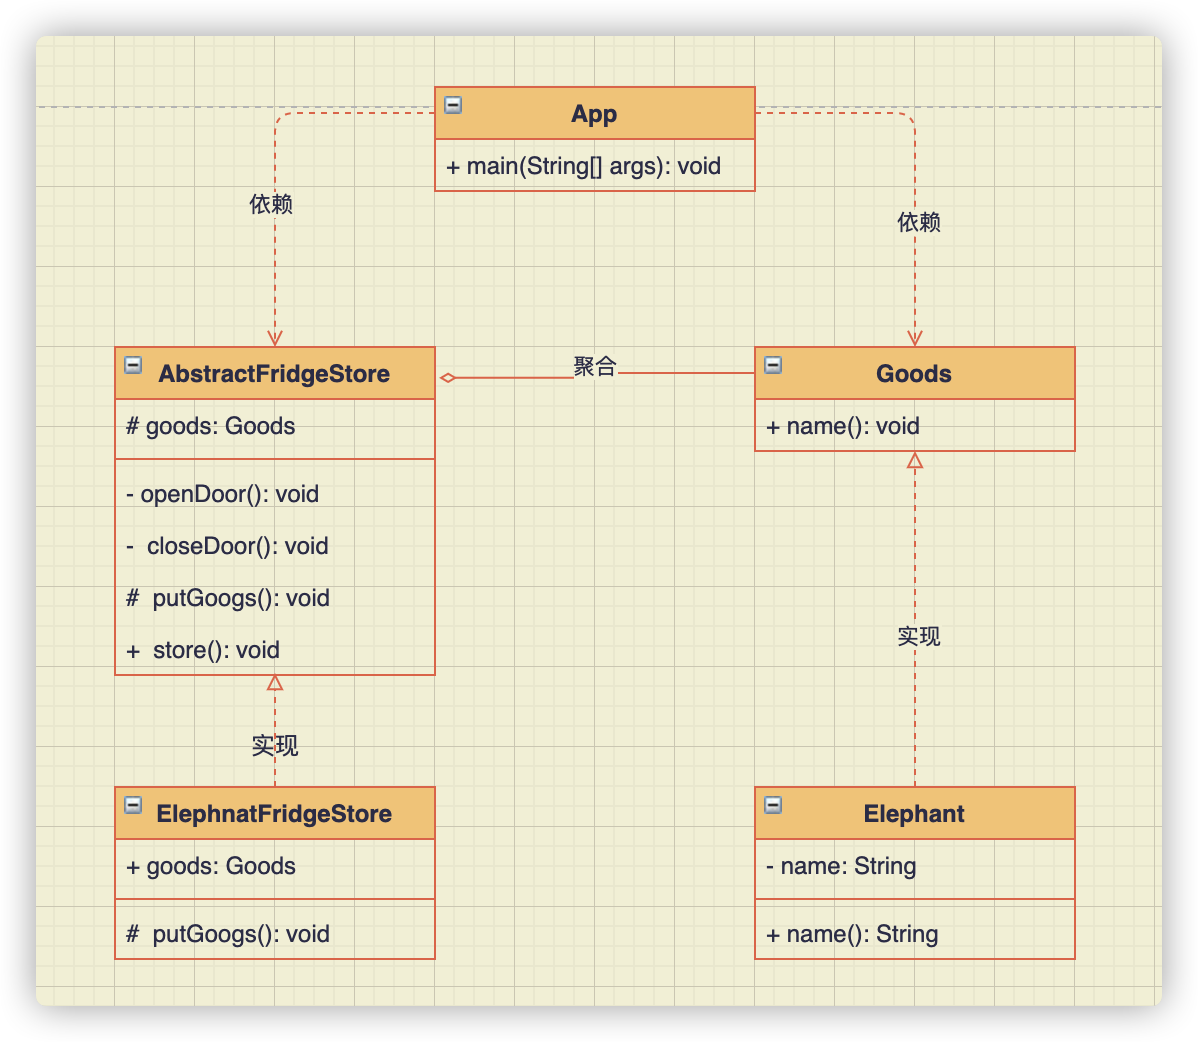 App
+ main(String[] args): void
依赖
依赖
AbstractFridgeStore
# goods: Goods
- openDoor(): void
-  closeDoor(): void
#  putGoogs(): void
+  store(): void
聚合
Goods
+ name(): void
实现
实现
ElephnatFridgeStore
+ goods: Goods
#  putGoogs(): void
Elephant
- name: String
+ name(): String